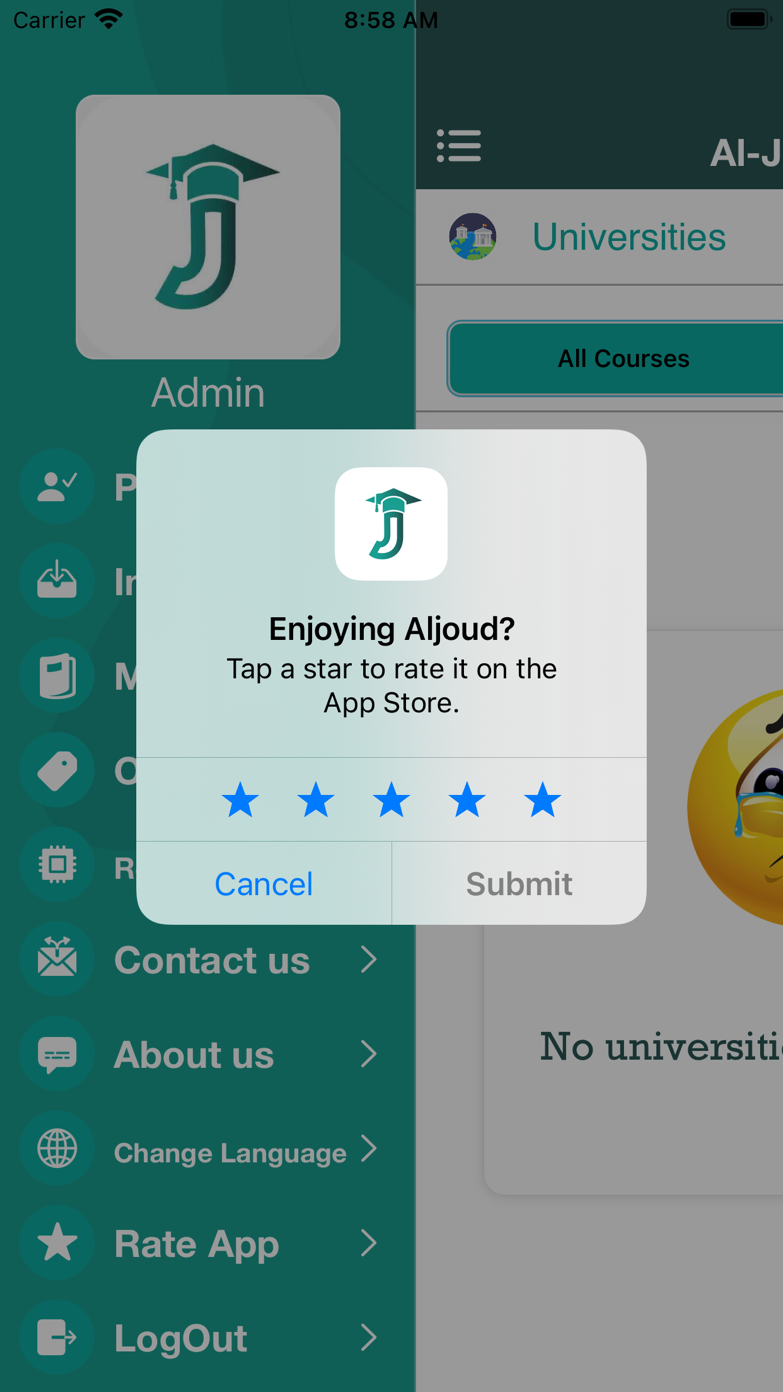 Carrier
8:58 AM
Al-J
Universities
All Courses
Admin
Enjoying Aljoud?
Tap a star to rate it on the
App Store.
Cancel
Submit
Contact us
About us
Change Language
Rate App
LogOut
No universiti